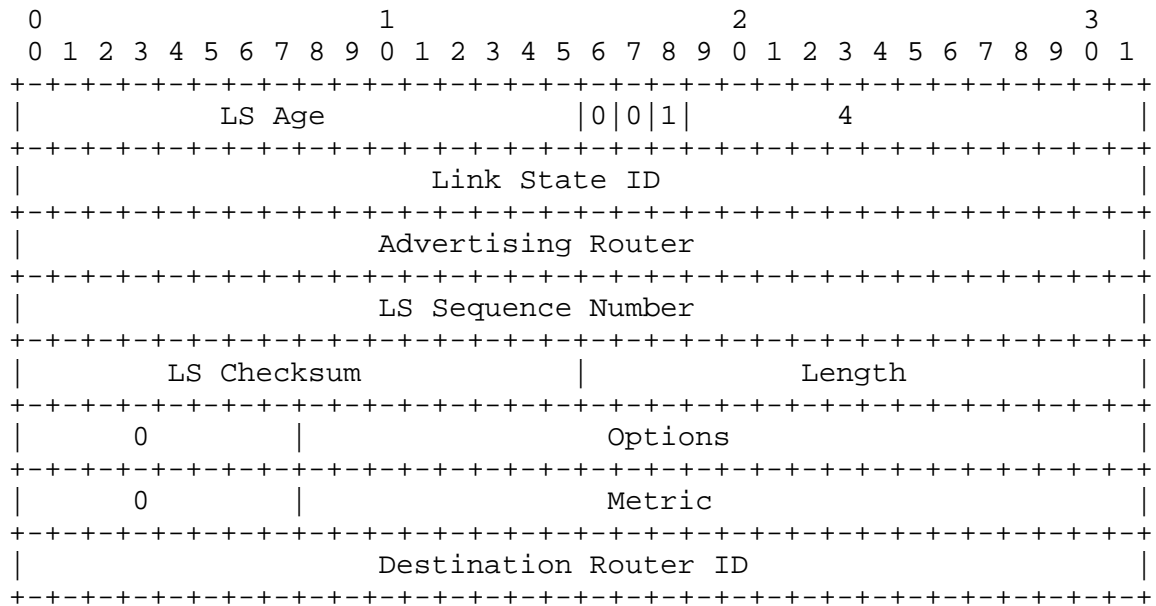 0                   1                   2                   3
 0 1 2 3 4 5 6 7 8 9 0 1 2 3 4 5 6 7 8 9 0 1 2 3 4 5 6 7 8 9 0 1
+-+-+-+-+-+-+-+-+-+-+-+-+-+-+-+-+-+-+-+-+-+-+-+-+-+-+-+-+-+-+-+-+
|           LS Age              |0|0|1|        4                |
+-+-+-+-+-+-+-+-+-+-+-+-+-+-+-+-+-+-+-+-+-+-+-+-+-+-+-+-+-+-+-+-+
|                       Link State ID                           |
+-+-+-+-+-+-+-+-+-+-+-+-+-+-+-+-+-+-+-+-+-+-+-+-+-+-+-+-+-+-+-+-+
|                    Advertising Router                         |
+-+-+-+-+-+-+-+-+-+-+-+-+-+-+-+-+-+-+-+-+-+-+-+-+-+-+-+-+-+-+-+-+
|                    LS Sequence Number                         |
+-+-+-+-+-+-+-+-+-+-+-+-+-+-+-+-+-+-+-+-+-+-+-+-+-+-+-+-+-+-+-+-+
|        LS Checksum            |            Length             |
+-+-+-+-+-+-+-+-+-+-+-+-+-+-+-+-+-+-+-+-+-+-+-+-+-+-+-+-+-+-+-+-+
|      0        |                 Options                       |
+-+-+-+-+-+-+-+-+-+-+-+-+-+-+-+-+-+-+-+-+-+-+-+-+-+-+-+-+-+-+-+-+
|      0        |                 Metric                        |
+-+-+-+-+-+-+-+-+-+-+-+-+-+-+-+-+-+-+-+-+-+-+-+-+-+-+-+-+-+-+-+-+
|                    Destination Router ID                      |
+-+-+-+-+-+-+-+-+-+-+-+-+-+-+-+-+-+-+-+-+-+-+-+-+-+-+-+-+-+-+-+-+